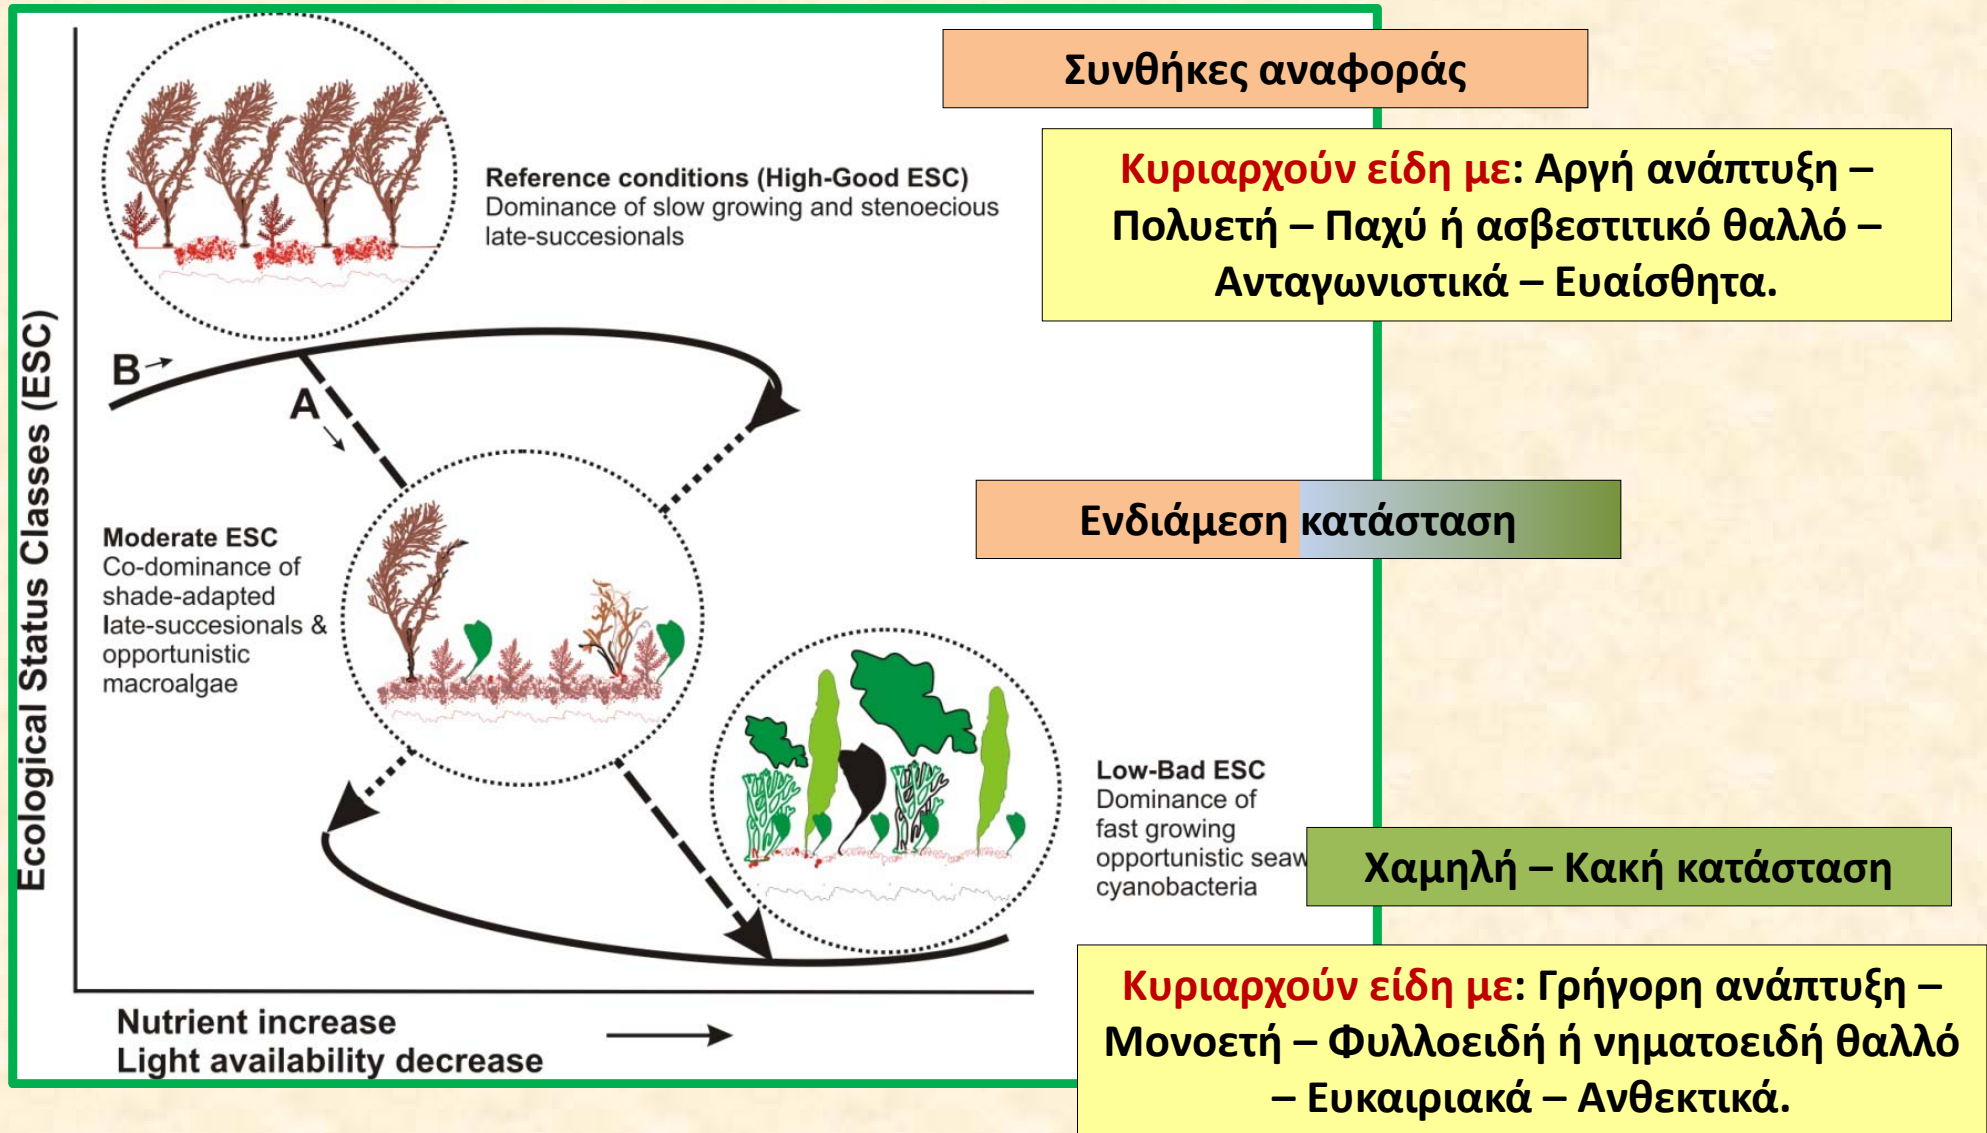 Συνθήκες αναφοράς
Κυριαρχούν είδη με: Αργή ανάπτυξη –
Πολυετή – Παχύ ή ασβεστιτικό θαλλό –
Ανταγωνιστικά – Ευαίσθητα.
Reference conditions (High-Good ESC)
Dominance of slow growing and stenoecious
late-succesionals
Ecological Status Classes (ESC)
B
A
Ενδιάμεση κατάσταση
Moderate ESC
Co-dominance of
shade-adapted
late-succesionals &
opportunistic
macroalgae
Low-Bad ESC
Dominance of
fast growing
opportunistic seaw
cyanobacteria
Χαμηλή – Κακή κατάσταση
Κυριαρχούν είδη με: Γρήγορη ανάπτυξη –
Μονοετή – Φυλλοειδή ή νηματοειδή θαλλό
– Ευκαιριακά – Ανθεκτικά.
Nutrient increase
Light availability decrease